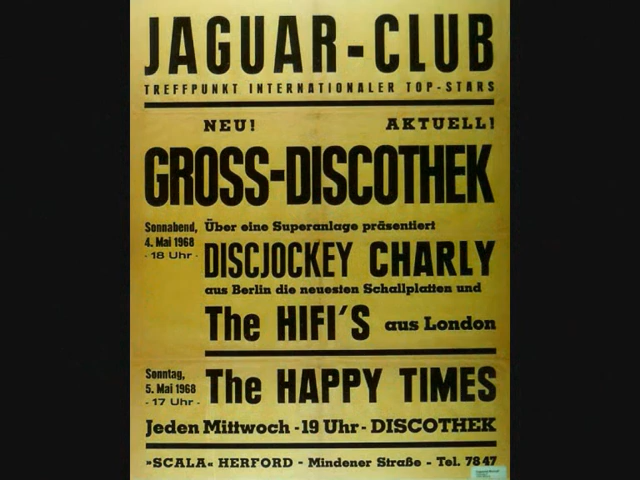 JAGUAR-CLUB
TREFFPUNKT INTERNATIONALER TOP-STARS
NEU! AKTUELL!
GROSS-DISCOTHEK
Sonnabend, 4. Mai 1968 - 18 Uhr -
Über eine Superanlage präsentiert
DISCJOCKEY CHARLY
aus Berlin die neuesten Schallplatten und
The HIFI'S aus London
Sonntag, 5. Mai 1968 - 17 Uhr -
The HAPPY TIMES
Jeden Mittwoch - 19 Uhr - DISCOTHEK
»SCALA« HERFORD - Mindener Straße - Tel. 78 47